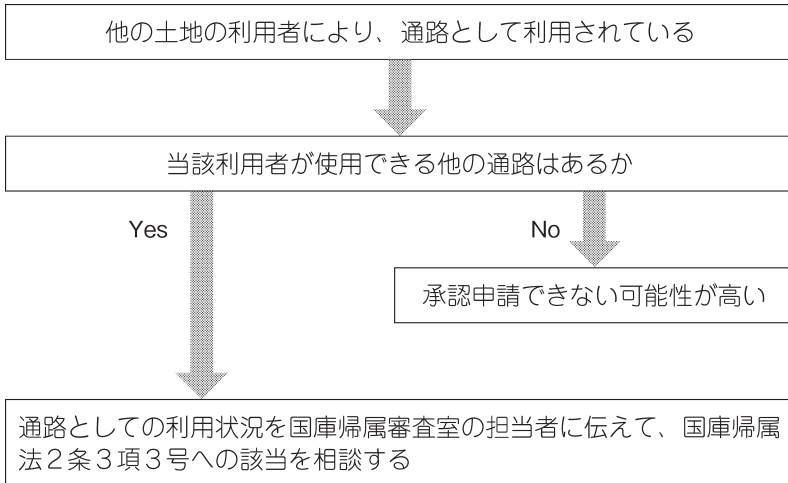 他の土地の利用者により、通路として利用されている
当該利用者が使用できる他の通路はあるか
Yes
No
承認申請できない可能性が高い
通路としての利用状況を国庫帰属審査室の担当者に伝えて、国庫帰属
法２条３項３号への該当を相談する